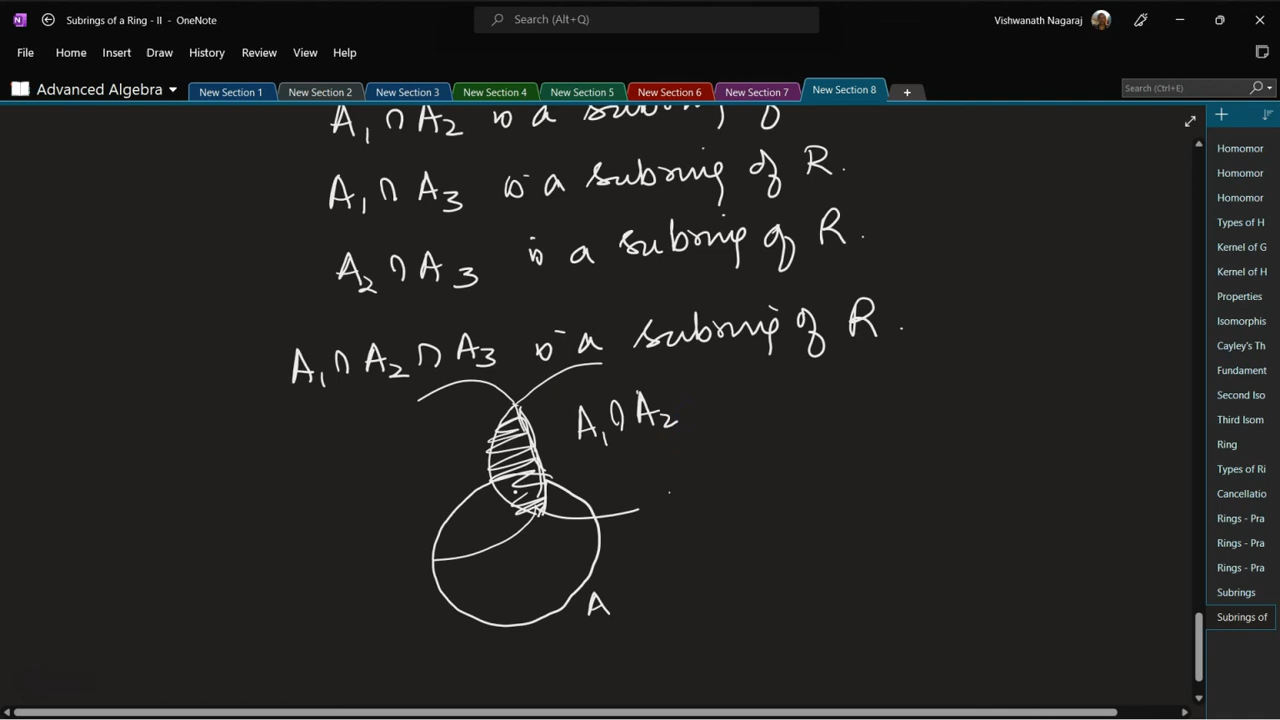 Subrings of a Ring - II - OneNote
Search (Alt+Q)
Vishwanath Nagaraj
File Home Insert Draw History Review View Help
Advanced Algebra
New Section 1 New Section 2 New Section 3 New Section 4 New Section 5 New Section 6 New Section 7 New Section 8
Search (Ctrl+E)
A₁ ∩ A₂ is a subring of
A₁ ∩ A₃ is a subring of R.
A₂ ∩ A₃ is a subring of R.
A₁ ∩ A₂ ∩ A₃ is a subring of R.
A₁ ∩ A₂
A
Homomor
Homomor
Homomor
Types of H
Kernel of G
Kernel of H
Properties
Isomorphis
Cayley's Th
Fundament
Second Iso
Third Isom
Ring
Types of Ri
Cancellatio
Rings - Pra
Rings - Pra
Rings - Pra
Subrings
Subrings of